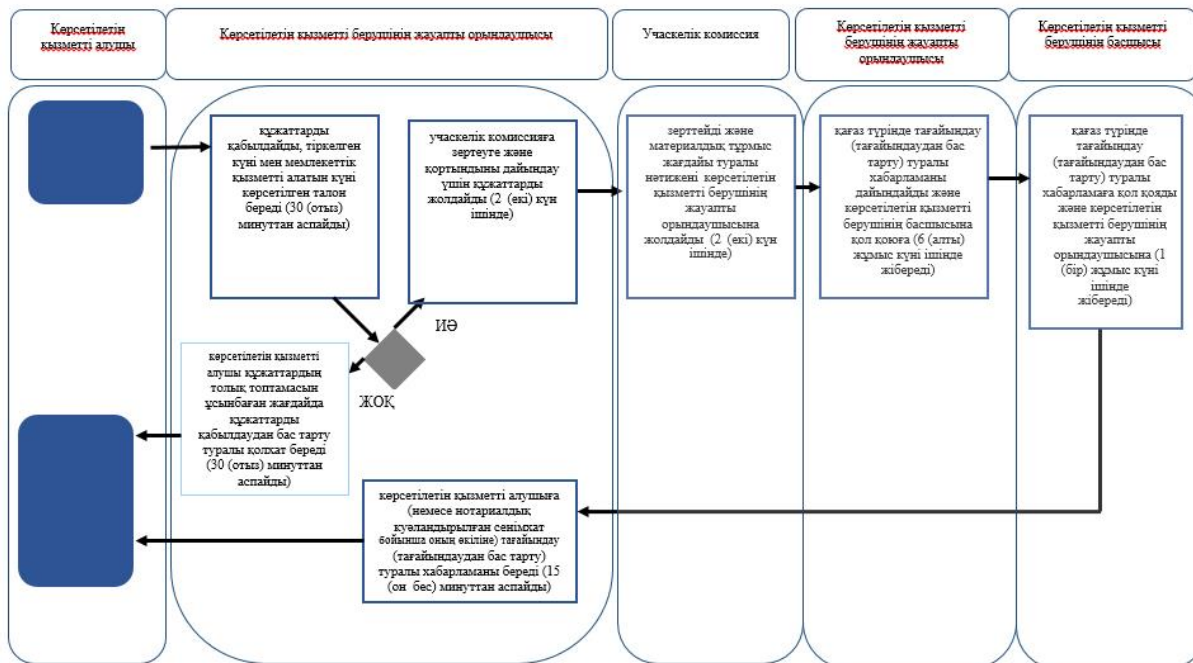 Көрсетілетін
қызметті алушы
Көрсетілетін қызметті берушінің жауапты орындаушысы
Учаскелік комиссия
Көрсетілетін қызметті
берушінің жауапты
орындаушысы
Көрсетілетін қызметті
берушінің басшысы
құжаттарды
қабылдайды, тіркелген
күні мен мемлекеттік
қызметті алатын күні
көрсетілген талон
береді (30 (отыз)
минуттан аспайды)
учаскелік комиссияға
зертеуге және
қортындыны дайындау
үшін құжаттарды
жолдайды (2 (екі) күн
ішінде)
зерттейді және
материалдық тұрмыс
жағдайы туралы
нәтижені көрсетілетін
қызметті берушінің
жауапты
орындаушысына
жолдайды (2 (екі) күн
ішінде)
қағаз түрінде тағайындау
(тағайындаудан бас
тарту) туралы
хабарламаны
дайындайды және
көрсетілетін қызметті
берушінің басшысына
қол қоюға (6 (алты)
жұмыс күні ішінде
жібереді)
қағаз түрінде
тағайындау
(тағайындаудан бас
тарту) туралы
хабарламаға қол қояды
және көрсетілетін
қызметті берушінің
жауапты
орындаушысына (1
(бір) жұмыс күні
ішінде
жібереді)
ИӘ
ЖОҚ
көрсетілетін қызметті
алушы құжаттардың
толық топтамасын
ұсынбаған жағдайда
құжаттарды
қабылдаудан бас тарту
туралы қолхат береді
(30 (отыз) минуттан
аспайды)
көрсетілетін қызметті алушыға
(немесе нотариалдық
куәландырылған сенімхат
бойынша оның өкіліне) тағайындау
(тағайындаудан бас тарту)
туралы хабарламаны береді (15
(он бес) минуттан аспайды)